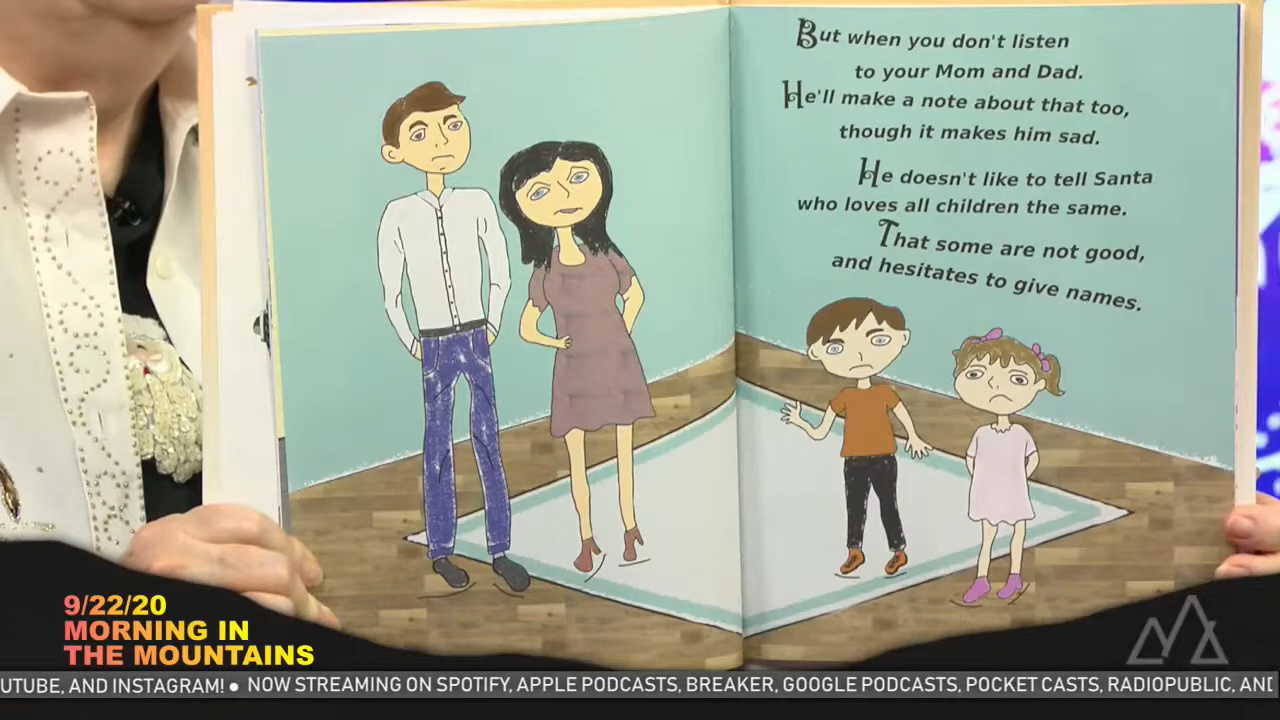 But when you don't listen
to your Mom and Dad.
He'll make a note about that too,
though it makes him sad.
He doesn't like to tell Santa
who loves all children the same.
That some are not good,
and hesitates to give names.
9/22/20
MORNING IN
THE MOUNTAINS
UTUBE, AND INSTAGRAM! ● NOW STREAMING ON SPOTIFY, APPLE PODCASTS, BREAKER, GOOGLE PODCASTS, POCKET CASTS, RADIOPUBLIC, AND